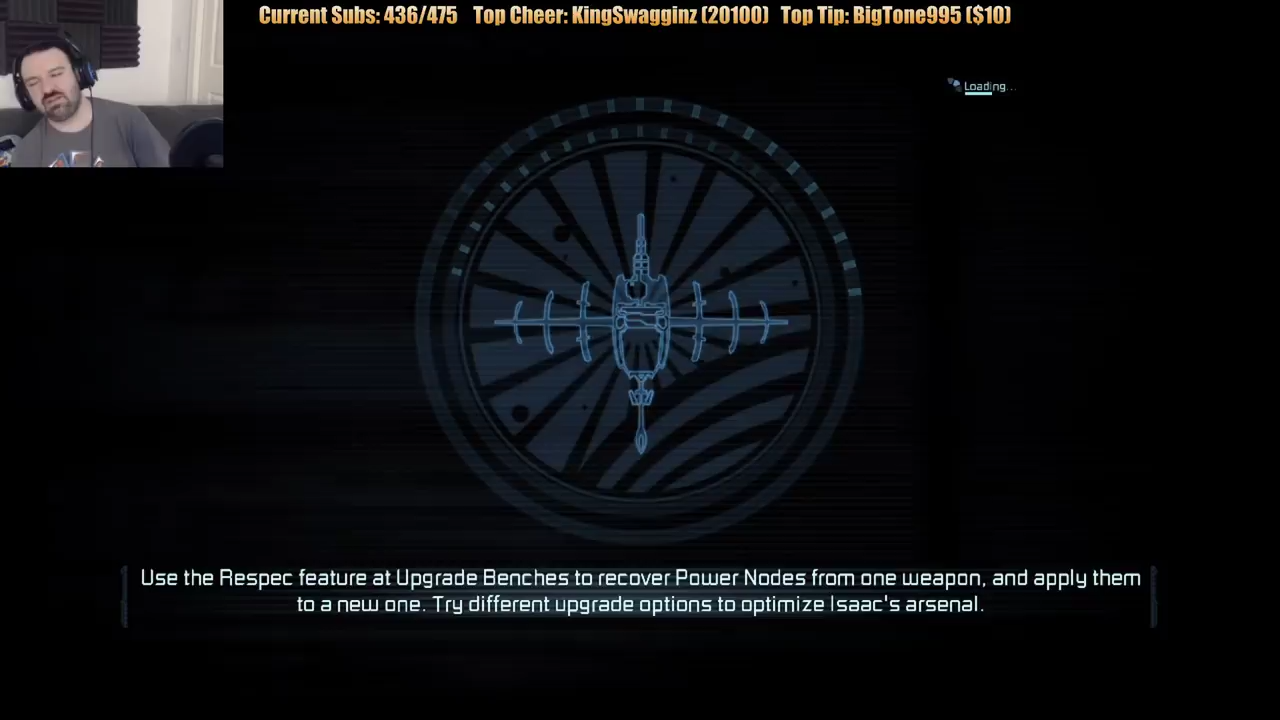 Current Subs: 436/475 Top Cheer: KingSwagginz (20100) Top Tip: BigTone995 ($10)
Loading...
Use the Respec feature at Upgrade Benches to recover Power Nodes from one weapon, and apply them
to a new one. Try different upgrade options to optimize Isaac's arsenal.